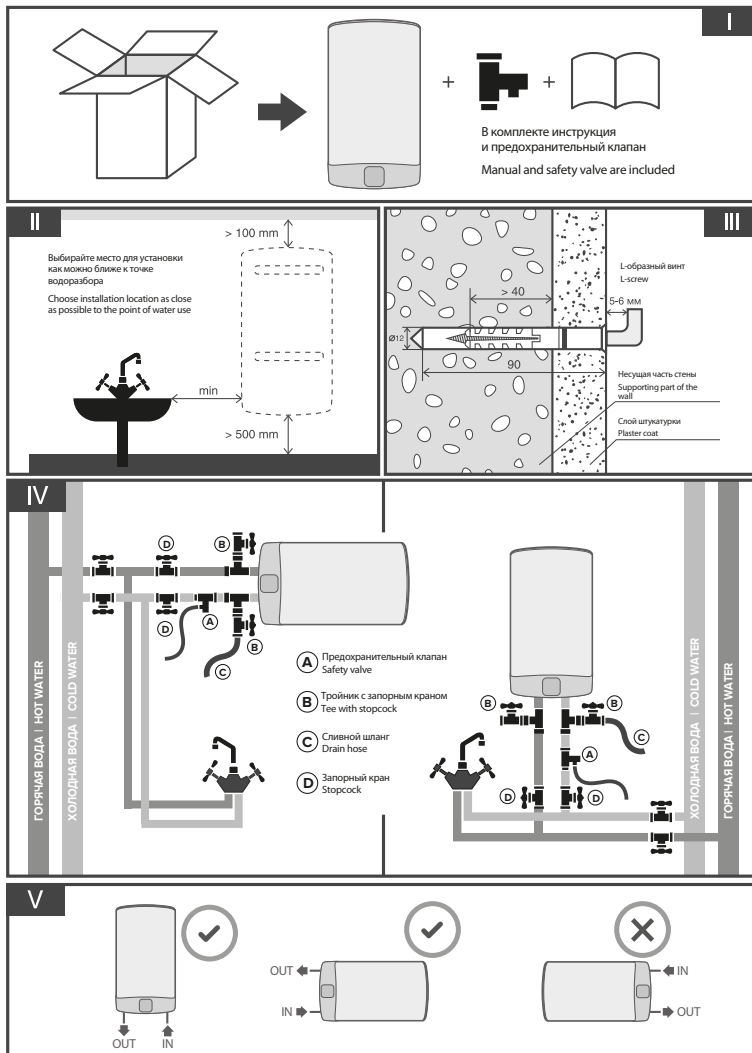 I
+
+
В комплекте инструкция
и предохранительный клапан
Manual and safety valve are included
II
> 100 mm
Выбирайте место для установки
как можно ближе к точке
водоразбора
Choose installation location as close
as possible to the point of water use
min
> 500 mm
III
L-образный винт
L-screw
> 40
5-6 мм
Ø12
90
Несущая часть стены
Supporting part of the
wall
Слой штукатурки
Plaster coat
IV
ГОРЯЧАЯ ВОДА | HOT WATER
ХОЛОДНАЯ ВОДА | COLD WATER
D
B
D
A
B
C
A Предохранительный клапан
Safety valve
B Тройник с запорным краном
Tee with stopcock
C Сливной шланг
Drain hose
D Запорный кран
Stopcock
B
B
C
A
D
D
ХОЛОДНАЯ ВОДА | COLD WATER
ГОРЯЧАЯ ВОДА | HOT WATER
V
OUT
IN
OUT
IN
IN
OUT